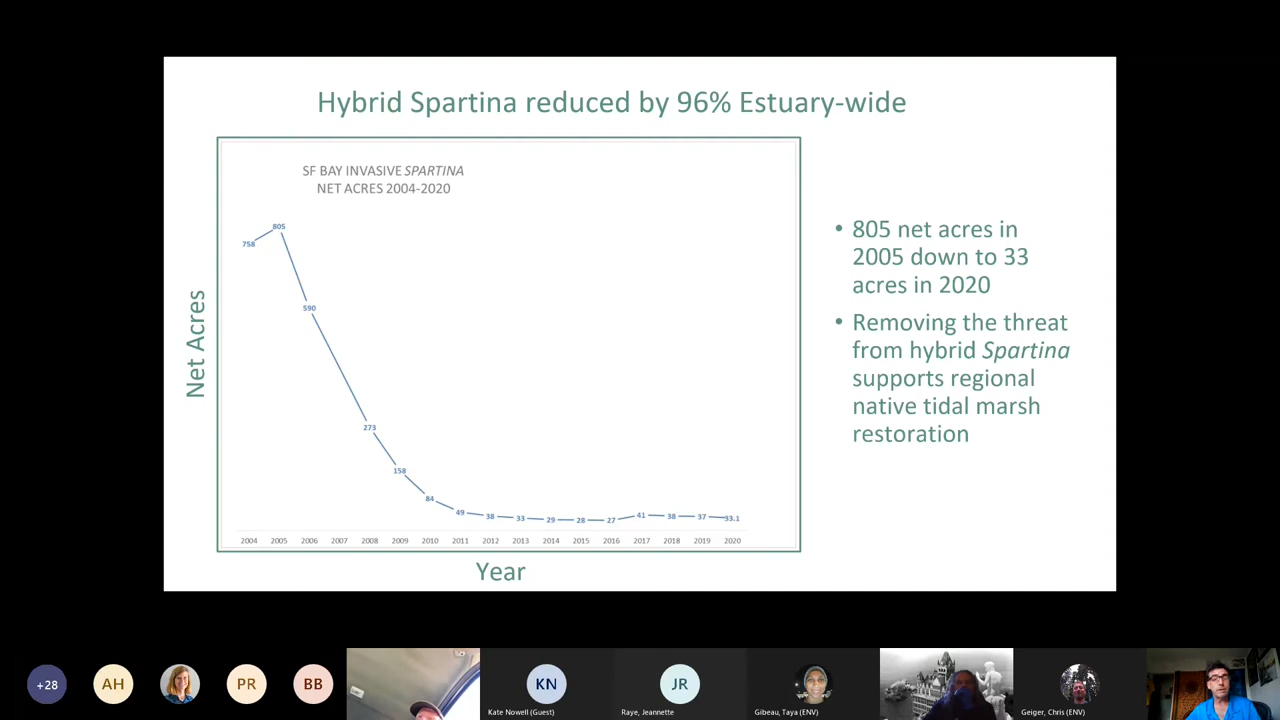 Hybrid Spartina reduced by 96% Estuary-wide
SF BAY INVASIVE SPARTINA
NET ACRES 2004-2020
Net Acres
758
805
590
273
158
84
49
38
33
29
28
27
41
38
37
33.1
2004 2005 2006 2007 2008 2009 2010 2011 2012 2013 2014 2015 2016 2017 2018 2019 2020
Year
• 805 net acres in
2005 down to 33
acres in 2020
• Removing the threat
from hybrid Spartina
supports regional
native tidal marsh
restoration
+28
AH
PR
BB
KN
JR
Kate Nowell (Guest)
Raye, Jeannette
Gibeau, Taya (ENV)
Geiger, Chris (ENV)